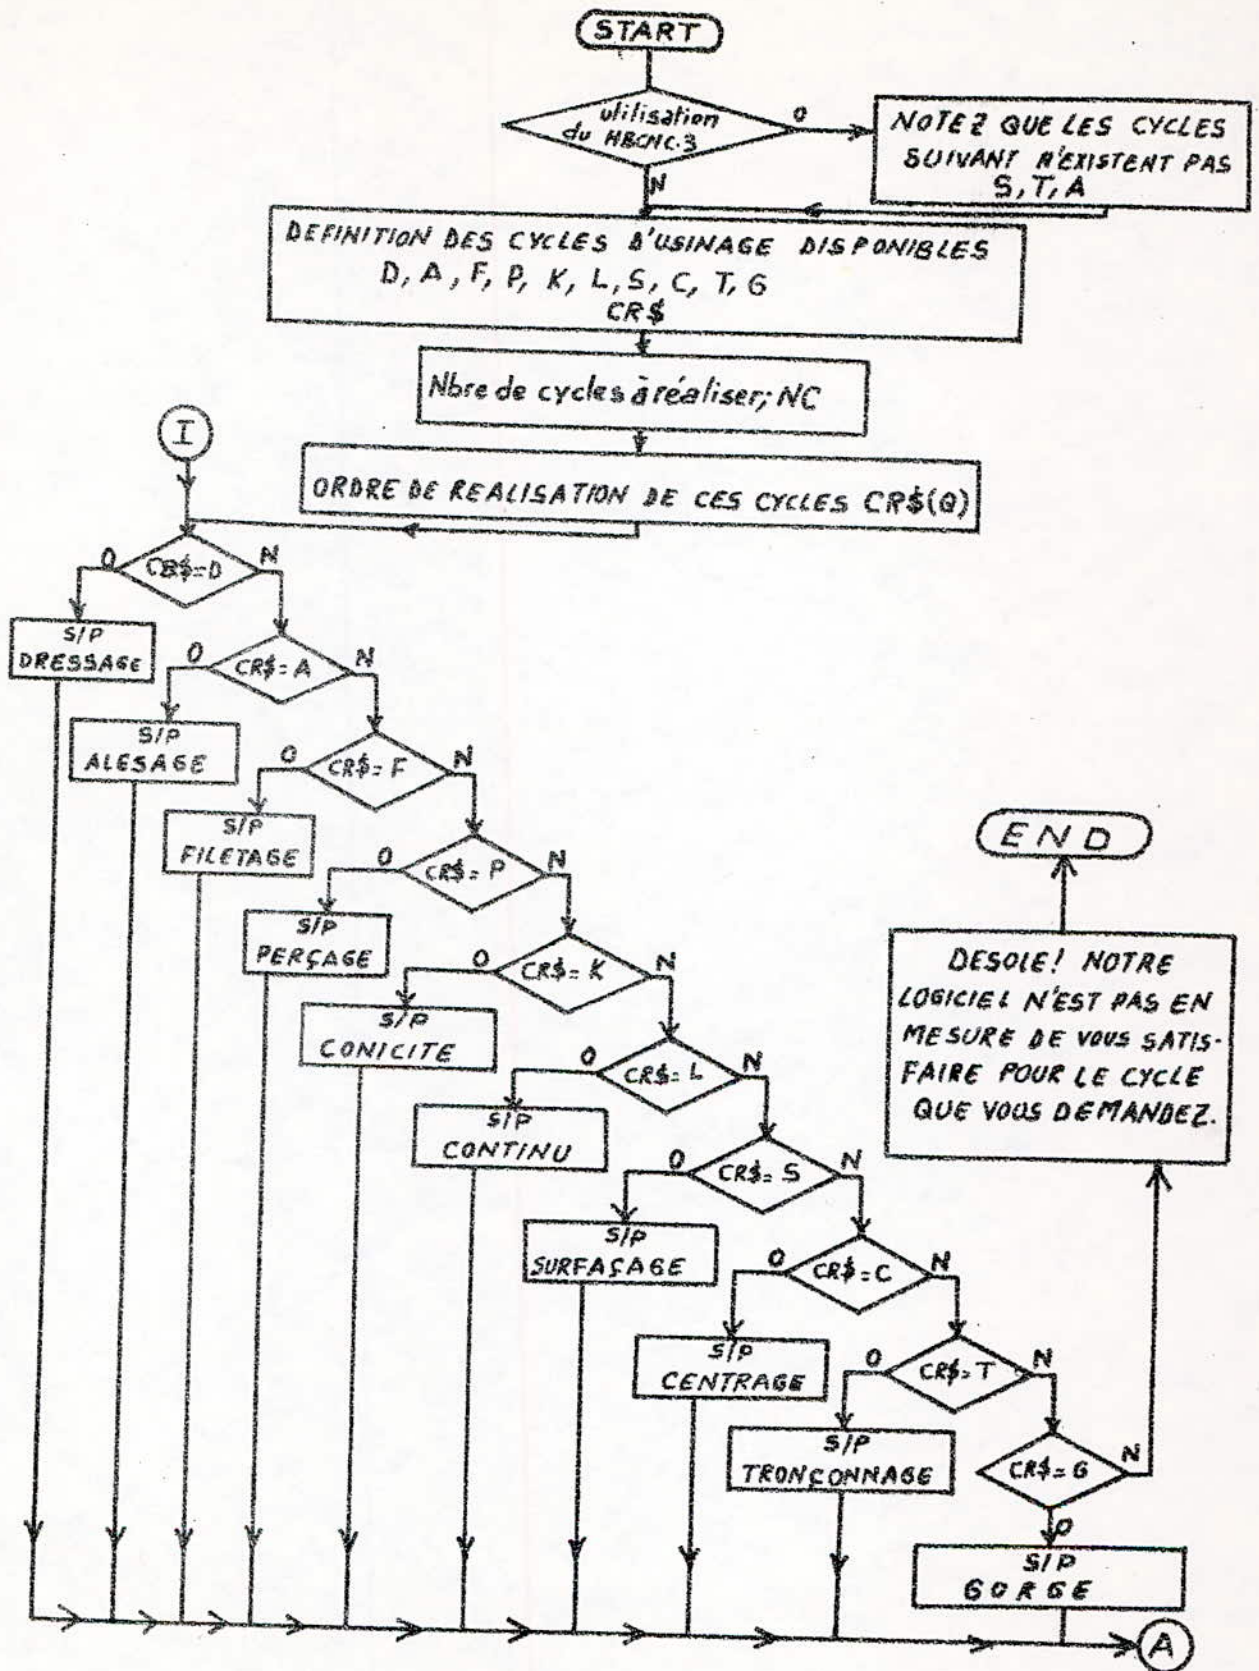 START
utilisation
du HBCNC.3
O
N
NOTEZ QUE LES CYCLES
SUIVANT N'EXISTENT PAS
S, T, A
DEFINITION DES CYCLES D'USINAGE DISPONIBLES
D, A, F, P, K, L, S, C, T, G
CR$
Nbre de cycles à réaliser; NC
I
ORDRE DE REALISATION DE CES CYCLES CR$(Q)
O
CR$=D
N
S/P
DRESSAGE
O
CR$=A
N
S/P
ALESAGE
O
CR$=F
N
S/P
FILETAGE
O
CR$=P
N
S/P
PERÇAGE
O
CR$=K
N
S/P
CONICITE
O
CR$=L
N
S/P
CONTINU
O
CR$=S
N
S/P
SURFAÇAGE
O
CR$=C
N
S/P
CENTRAGE
O
CR$=T
N
S/P
TRONÇONNAGE
CR$=G
N
O
S/P
GORGE
A
DESOLE! NOTRE
LOGICIEL N'EST PAS EN
MESURE DE VOUS SATIS-
FAIRE POUR LE CYCLE
QUE VOUS DEMANDEZ.
END